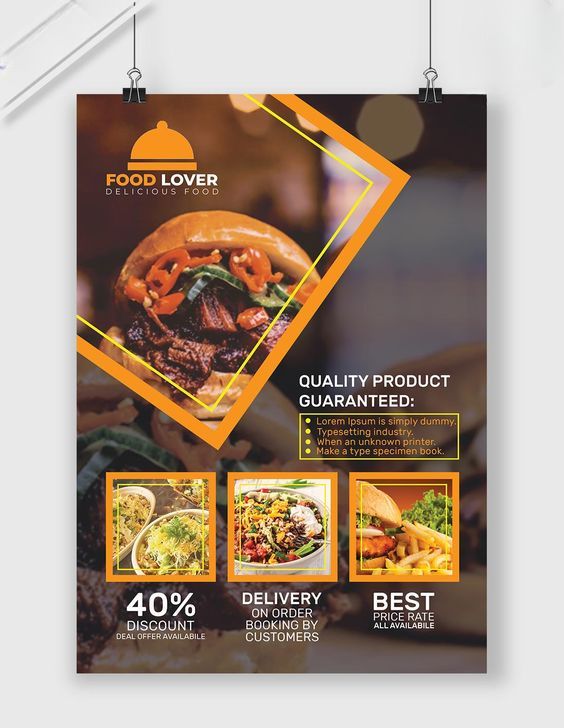 FOOD LOVER
DELICIOUS FOOD
QUALITY PRODUCT
GUARANTEED:
Lorem Ipsum is simply dummy.
Typesetting industry.
When an unknown printer.
Make a type specimen book.
40%
DISCOUNT
DEAL OFFER AVAILABILE
DELIVERY
ON ORDER
BOOKING BY
CUSTOMERS
BEST
PRICE RATE
ALL AVAILABILE